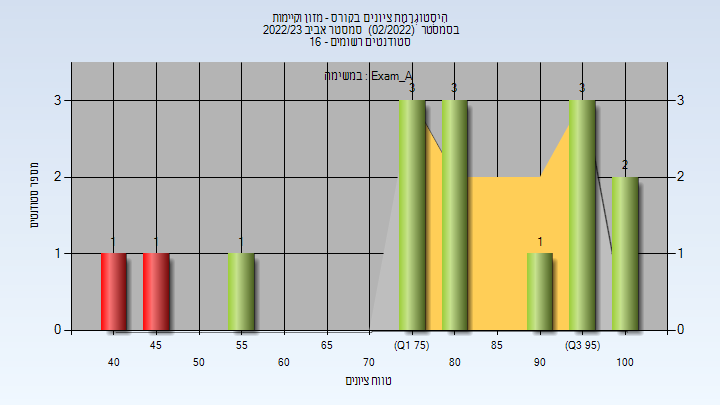 היסטוגרמת ציונים בקורס - מזון וקיימות
בסמסטר (02/2022) סמסטר אביב 2022/23
סטודנטים רשומים - 16
במשימה : Exam_A
מספר סטודנטים
3 3
2 2
1 1
0 0
1 1 1 3 3 1 3 2
45 55 65 (Q1 75) 85 (Q3 95)
40 50 60 70 80 90 100
טווח ציונים